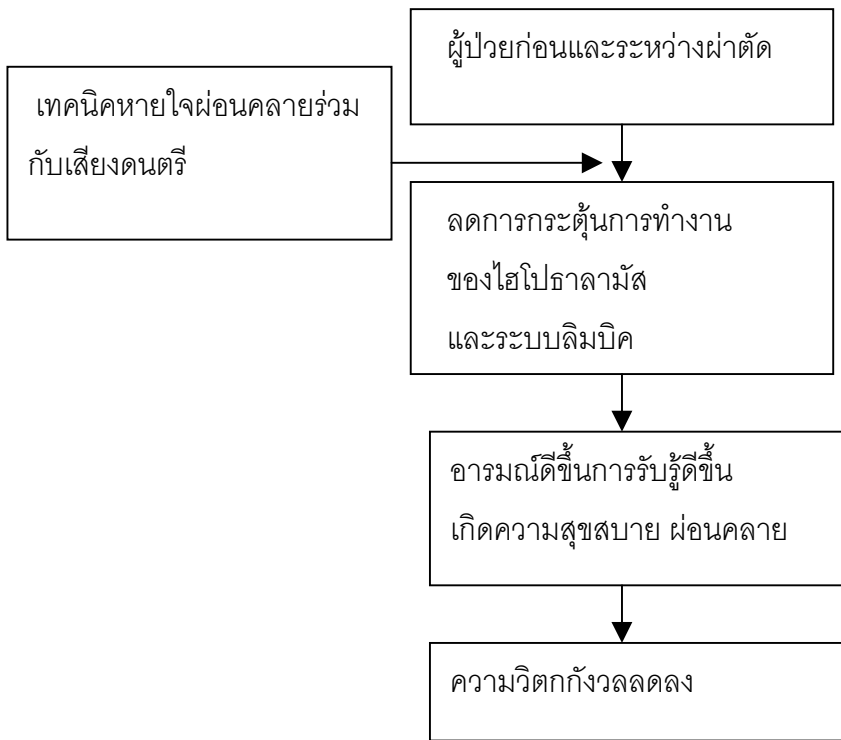 ผู้ป่วยก่อนและระหว่างผ่าตัด
เทคนิคหายใจผ่อนคลายร่วม
กับเสียงดนตรี
ลดการกระตุ้นการทำงาน
ของไฮโปธาลามัส
และระบบลิมบิค
อารมณ์ดีขึ้นการรับรู้ดีขึ้น
เกิดความสุขสบาย ผ่อนคลาย
ความวิตกกังวลลดลง